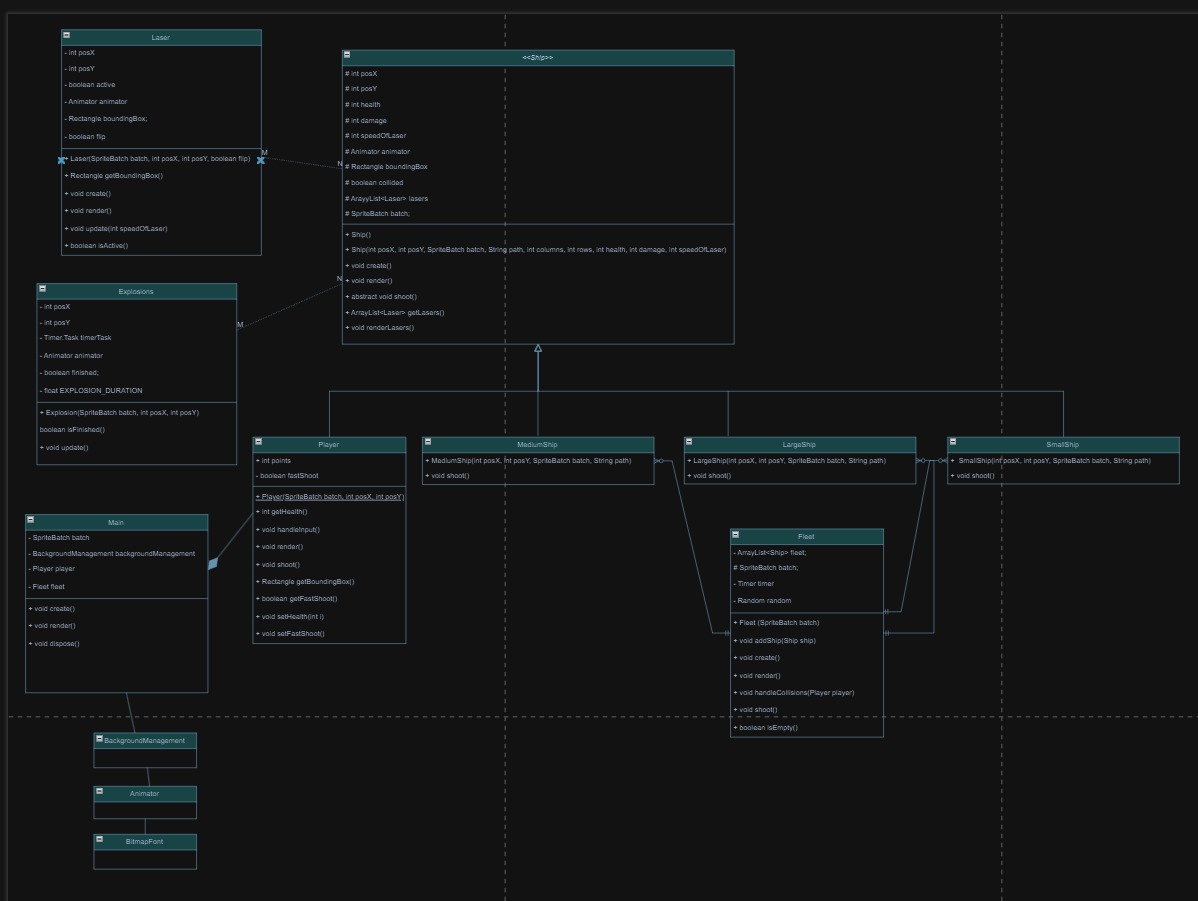 Laser
- int posX
- int posY
- boolean active
- Animator animator
- Rectangle boundingBox;
- boolean flip
+ Laser(SpriteBatch batch, int posX, int posY, boolean flip)
+ Rectangle getBoundingBox()
+ void create()
+ void render()
+ void update(int speedOfLaser)
+ boolean isActive()
M
N
<<Ship>>
# int posX
# int posY
# int health
# int damage
# int speedOfLaser
# Animator animator
# Rectangle boundingBox
# boolean collided
# ArayyList<Laser> lasers
# SpriteBatch batch;
+ Ship()
+ Ship(int posX, int posY, SpriteBatch batch, String path, int columns, int rows, int health, int damage, int speedOfLaser)
+ void create()
+ void render()
+ abstract void shoot()
+ ArrayList<Laser> getLasers()
+ void renderLasers()
N
M
Explosions
- int posX
- int posY
- Timer.Task timerTask
- Animator animator
- boolean finished;
- float EXPLOSION_DURATION
+ Explosion(SpriteBatch batch, int posX, int posY)
boolean isFinished()
+ void update()
Player
+ int points
- boolean fastShoot
+ Player(SpriteBatch batch, int posX, int posY)
+ int getHealth()
+ void handleInput()
+ void render()
+ void shoot()
+ Rectangle getBoundingBox()
+ boolean getFastShoot()
+ void setHealth(int i)
+ void setFastShoot()
MediumShip
+ MediumShip(int posX, int posY, SpriteBatch batch, String path)
+ void shoot()
LargeShip
+ LargeShip(int posX, int posY, SpriteBatch batch, String path)
+ void shoot()
SmallShip
+ SmallShip(int posX, int posY, SpriteBatch batch, String path)
+ void shoot()
Main
- SpriteBatch batch
- BackgroundManagement backgroundManagement
- Player player
- Fleet fleet
+ void create()
+ void render()
+ void dispose()
Fleet
- ArrayList<Ship> fleet;
# SpriteBatch batch;
- Timer timer
- Random random
+ Fleet (SpriteBatch batch)
+ void addShip(Ship ship)
+ void create()
+ void render()
+ void handleCollisions(Player player)
+ void shoot()
+ boolean isEmpty()
BackgroundManagement
Animator
BitmapFont